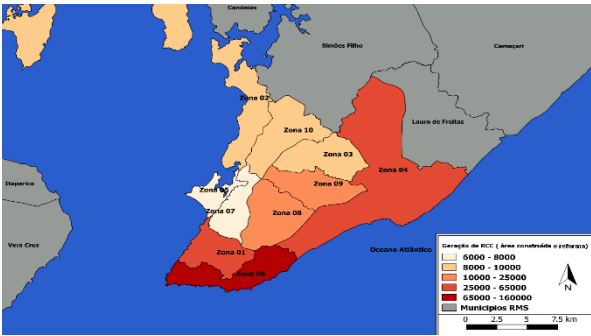 Candeias
Simões Filho
Camaçari
Zona 02
Zona 10
Lauro de Freitas
Zona 03
Zona 04
Itaparica
Zona 05
Zona 09
Zona 07
Zona 08
Vera Cruz
Zona 01
Oceano Atlântico
Geração de RCC ( área construída e reforma)
6000 - 8000
8000 - 10000
10000 - 25000
25000 - 65000
65000 - 160000
Municípios RMS
N
0 2.5 5 7.5 km